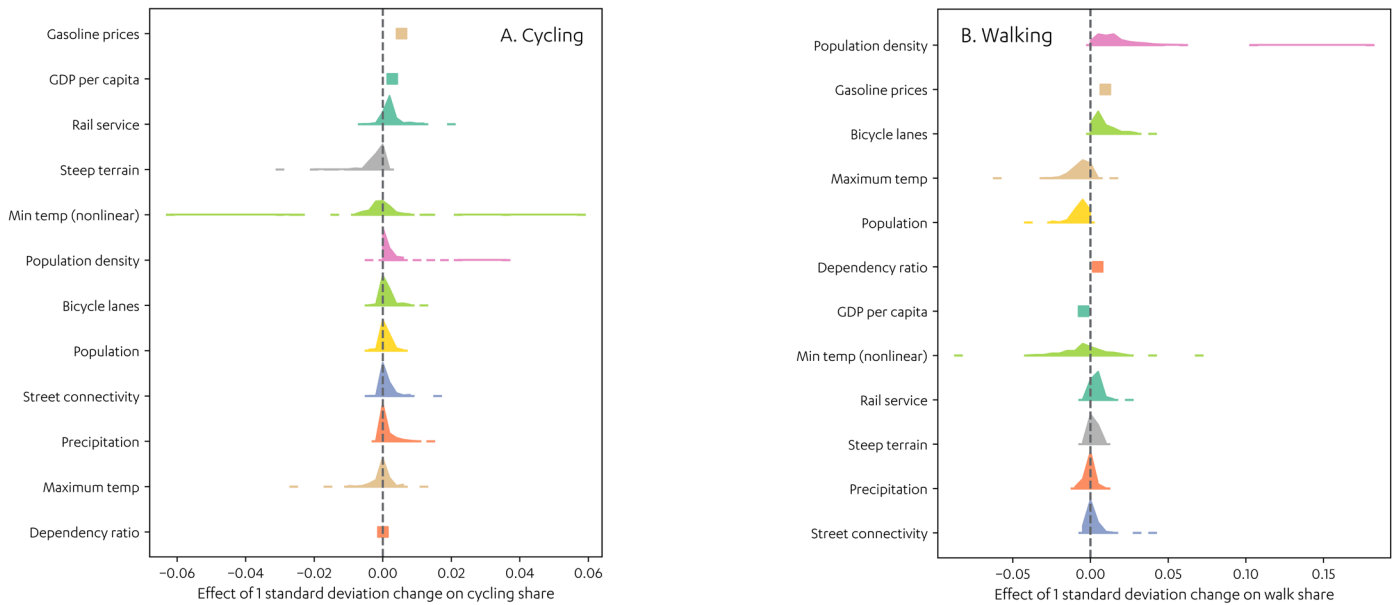 A. Cycling
Gasoline prices
GDP per capita
Rail service
Steep terrain
Min temp (nonlinear)
Population density
Bicycle lanes
Population
Street connectivity
Precipitation
Maximum temp
Dependency ratio
−0.06 −0.04 −0.02 0.00 0.02 0.04 0.06
Effect of 1 standard deviation change on cycling share
B. Walking
Population density
Gasoline prices
Bicycle lanes
Maximum temp
Population
Dependency ratio
GDP per capita
Min temp (nonlinear)
Rail service
Steep terrain
Precipitation
Street connectivity
−0.05 0.00 0.05 0.10 0.15
Effect of 1 standard deviation change on walk share